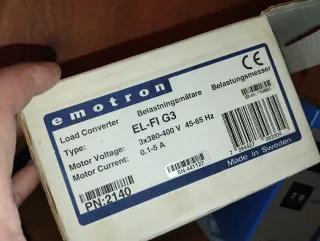 emotron
Load Converter Belastningsmätare Belastungsmesser
Type: EL-FI G3
Motor Voltage: 3x380-400 V 45-65 Hz
Motor Current: 0.1-5 A
Made in Sweden
PN:2140
CE